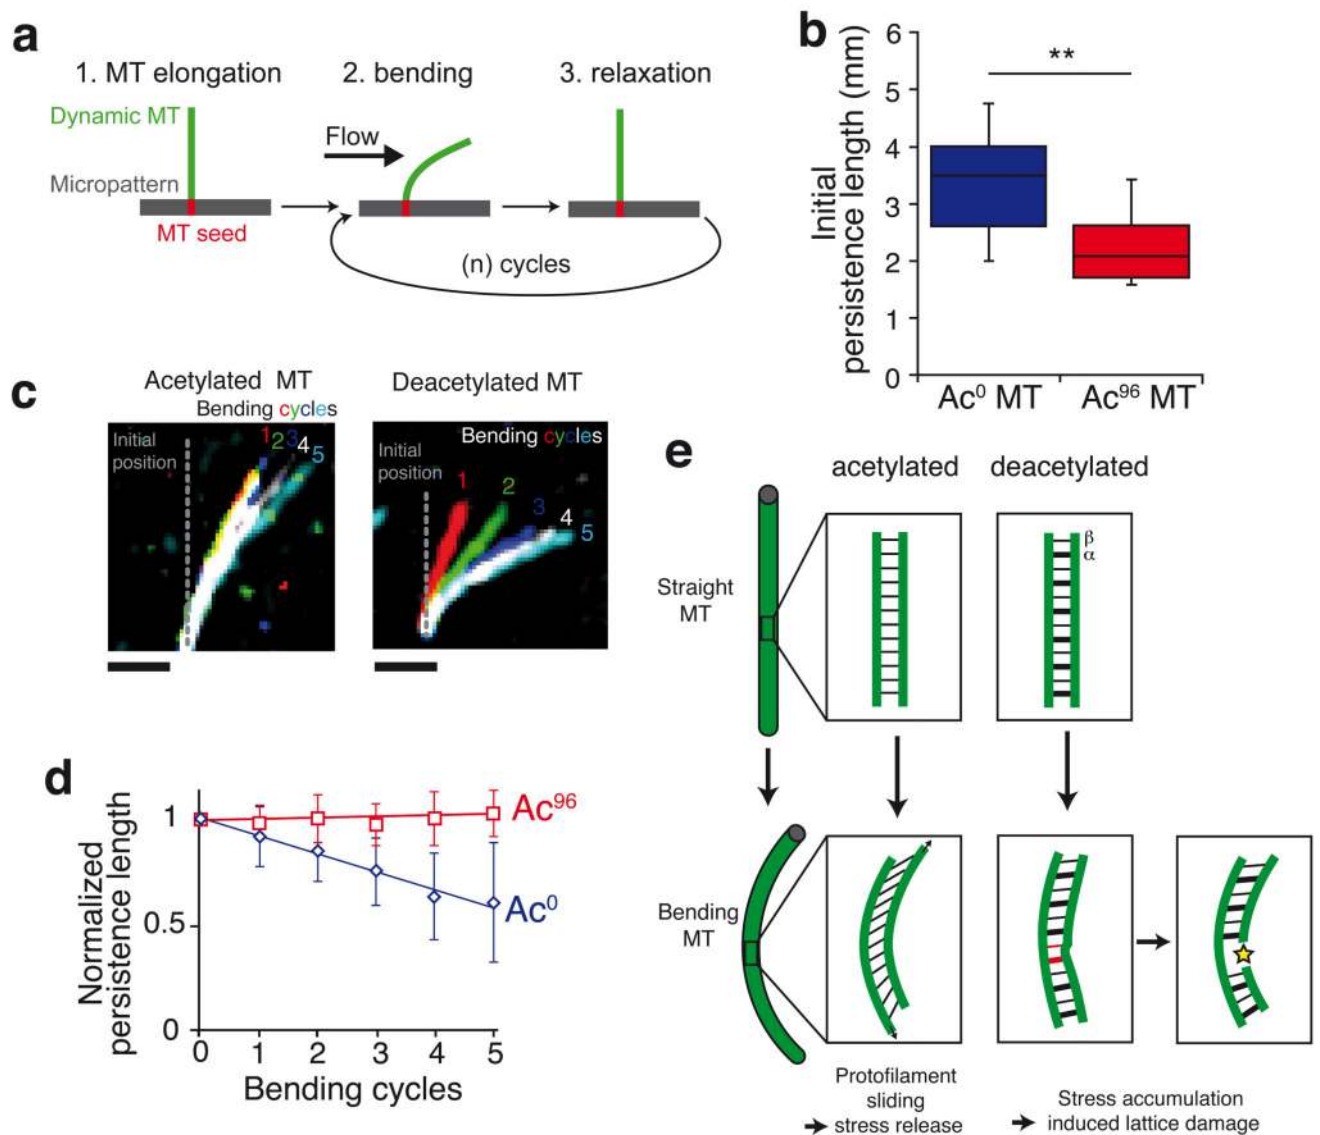 a
1. MT elongation
2. bending
3. relaxation
Dynamic MT
Flow
Micropattern
MT seed
(n) cycles
b
Initial
persistence length (mm)
6
5
4
3
2
1
0
**
Ac⁰ MT
Ac⁹⁶ MT
c
Acetylated MT
Bending cycles
Initial
position
1
2
3
4
5
Deacetylated MT
Bending cycles
Initial
position
1
2
3
4
5
d
Normalized
persistence length
1
0.5
0
Ac⁹⁶
Ac⁰
0
1
2
3
4
5
Bending cycles
e
acetylated
deacetylated
β
α
Straight
MT
Bending
MT
Protofilament
sliding
stress release
Stress accumulation
induced lattice damage